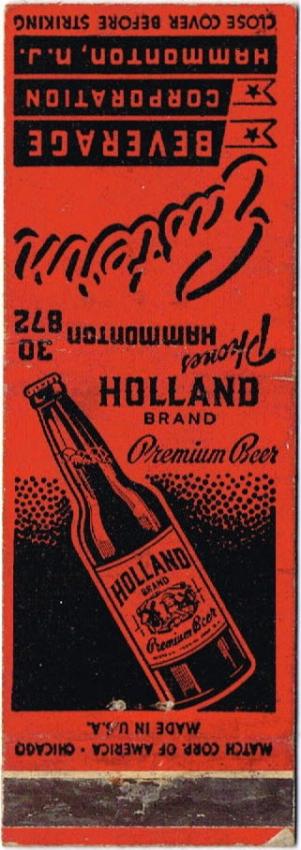 Phones HAMMONTON 30
872
Eastern
BEVERAGE
CORPORATION
HAMMONTON, N.J.
CLOSE COVER BEFORE STRIKING
HOLLAND
BRAND
Premium Beer
HOLLAND
BRAND
Premium Beer
MATCH CORP. OF AMERICA • CHICAGO
MADE IN U.S.A.